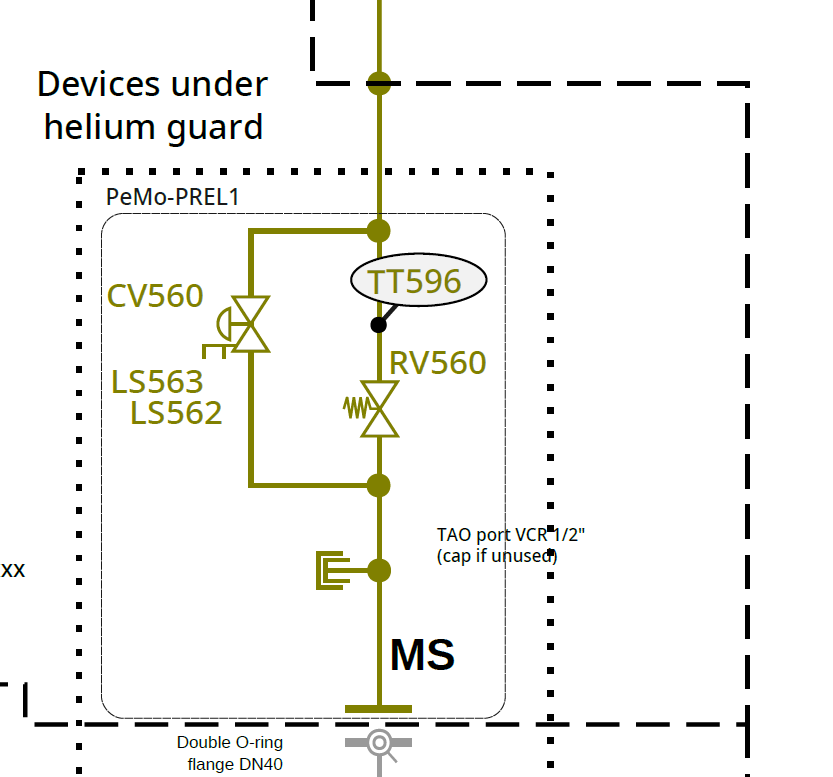 Devices under
helium guard
PeMo-PREL1
TT596
CV560
RV560
LS563
LS562
TAO port VCR 1/2"
(cap if unused)
xx
MS
Double O-ring
flange DN40